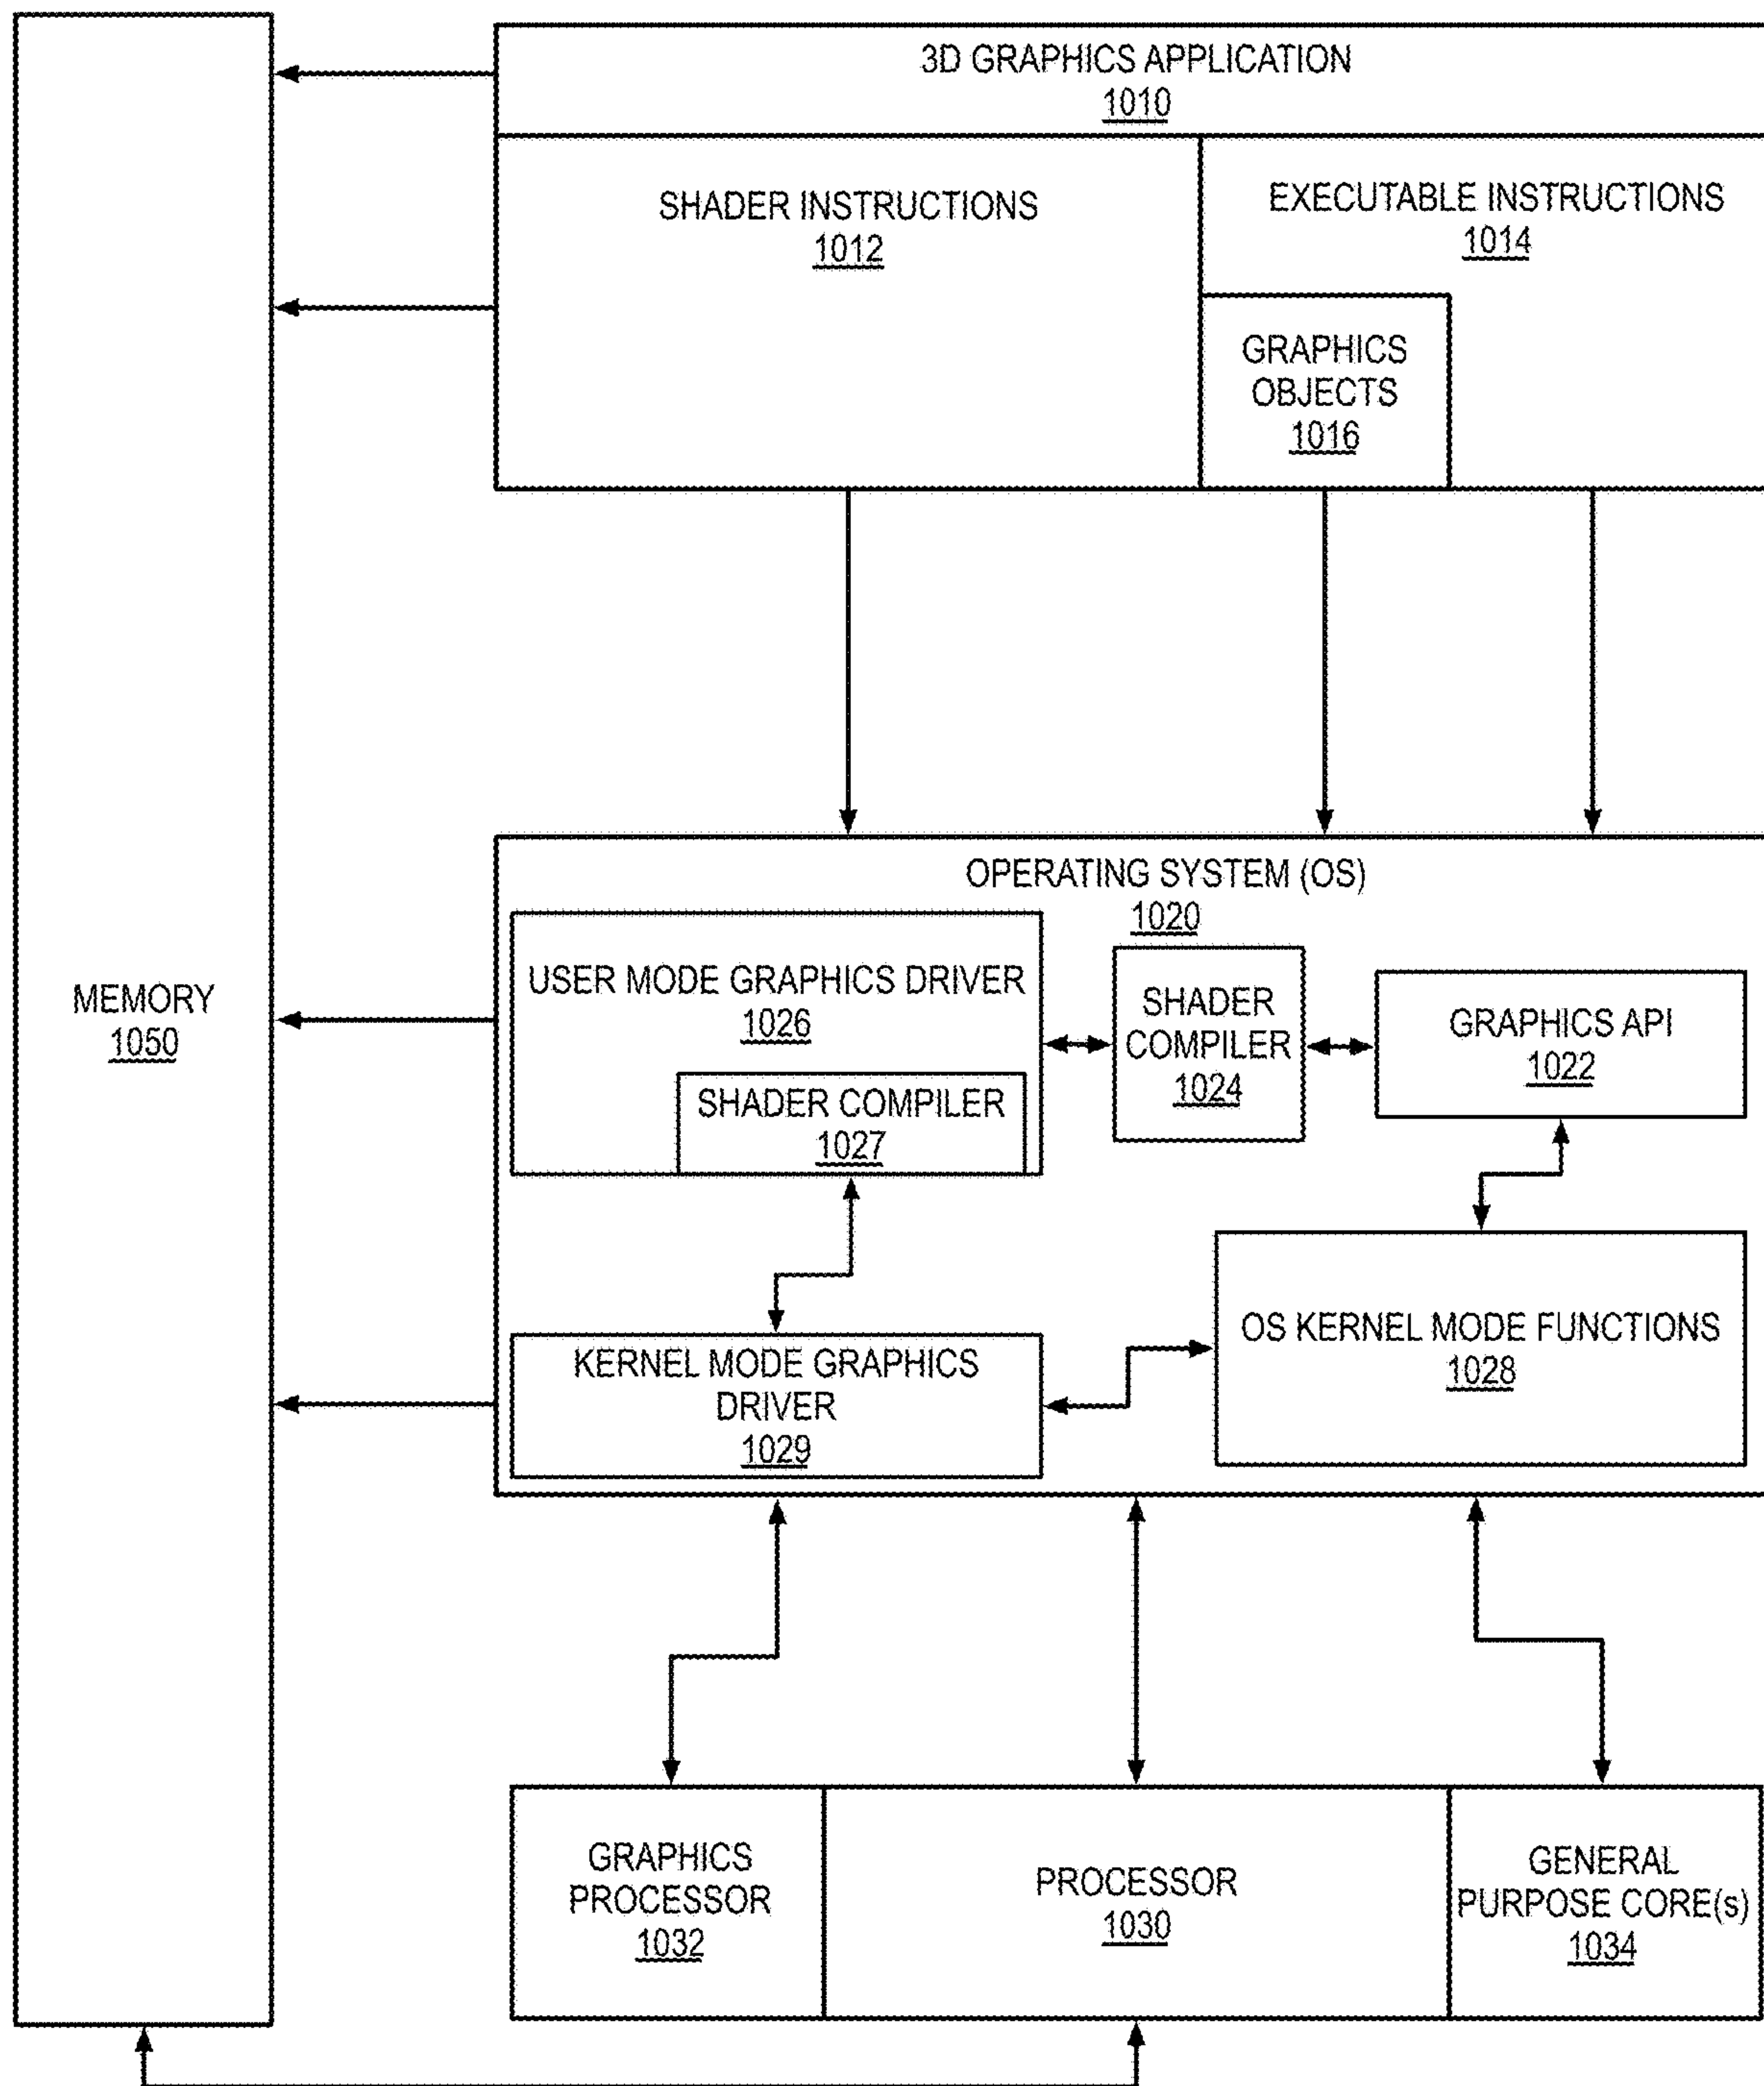 3D GRAPHICS APPLICATION
1010
SHADER INSTRUCTIONS
1012
EXECUTABLE INSTRUCTIONS
1014
GRAPHICS
OBJECTS
1016
OPERATING SYSTEM (OS)
1020
USER MODE GRAPHICS DRIVER
1026
SHADER COMPILER
1027
SHADER
COMPILER
1024
GRAPHICS API
1022
MEMORY
1050
KERNEL MODE GRAPHICS
DRIVER
1029
OS KERNEL MODE FUNCTIONS
1028
GRAPHICS
PROCESSOR
1032
PROCESSOR
1030
GENERAL
PURPOSE CORE(s)
1034